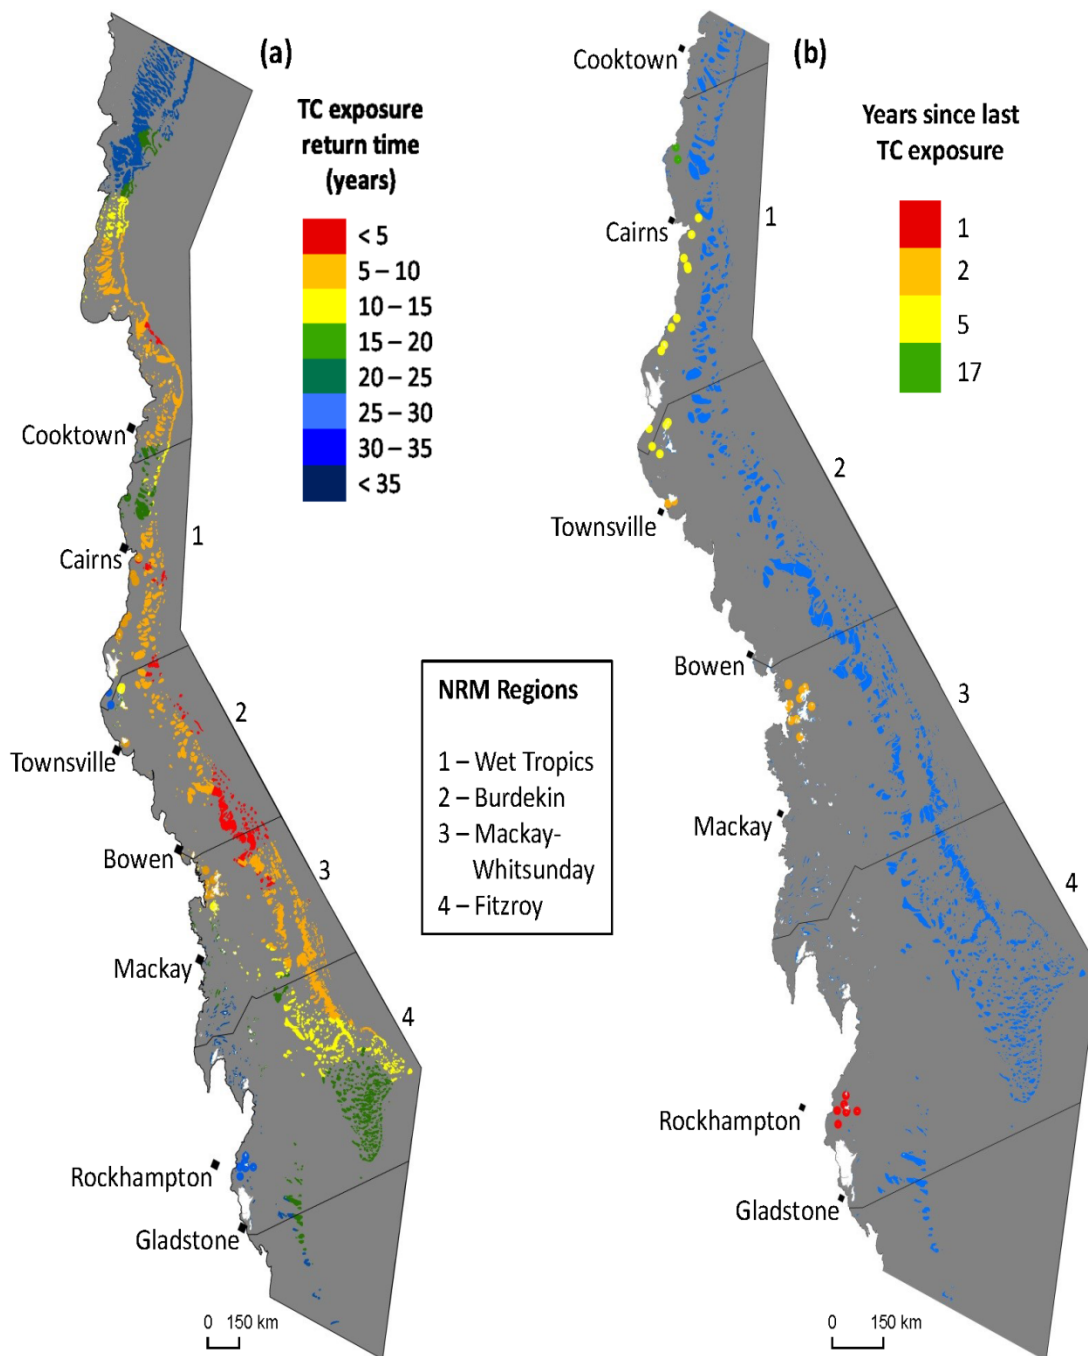 (a)
TC exposure
return time
(years)
< 5
5 – 10
10 – 15
15 – 20
20 – 25
25 – 30
30 – 35
< 35
Cooktown
Cairns
1
Townsville
2
Bowen
3
Mackay
4
Rockhampton
Gladstone
0 150 km
NRM Regions
1 – Wet Tropics
2 – Burdekin
3 – Mackay-
Whitsunday
4 – Fitzroy
(b)
Years since last
TC exposure
1
2
5
17
Cooktown
Cairns
1
Townsville
2
Bowen
3
Mackay
4
Rockhampton
Gladstone
0 150 km